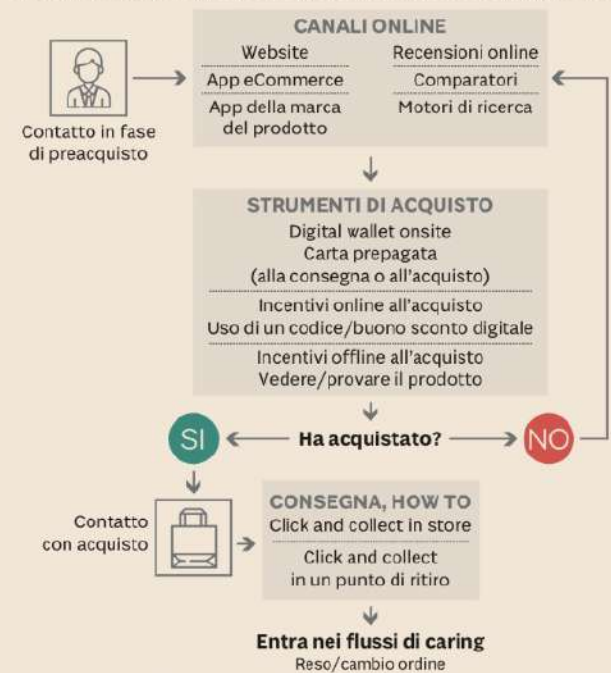 CANALI ONLINE
Website
App eCommerce
App della marca
del prodotto
Recensioni online
Comparatori
Motori di ricerca
Contatto in fase
di preacquisto
STRUMENTI DI ACQUISTO
Digital wallet onsite
Carta prepagata
(alla consegna o all'acquisto)
Incentivi online all'acquisto
Uso di un codice/buono sconto digitale
Incentivi offline all'acquisto
Vedere/provare il prodotto
SI
Ha acquistato?
NO
Contatto
con acquisto
CONSEGNA, HOW TO
Click and collect in store
Click and collect
in un punto di ritiro
Entra nei flussi di caring
Reso/cambio ordine